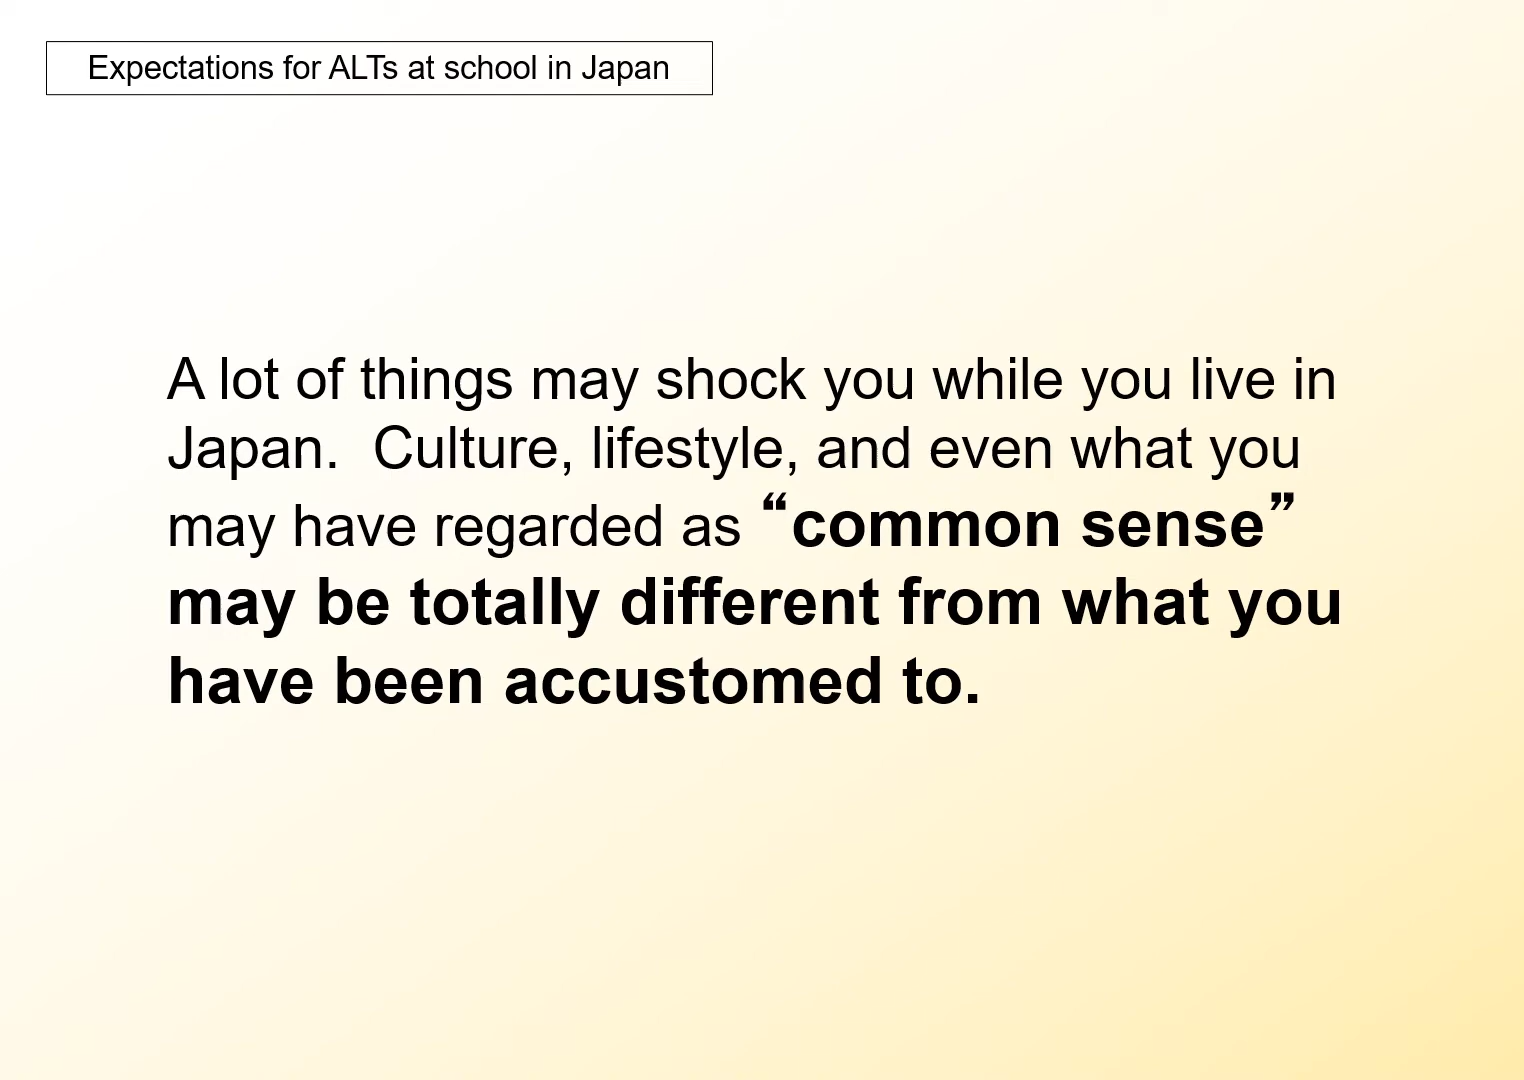 Expectations for ALTs at school in Japan
A lot of things may shock you while you live in
Japan.  Culture, lifestyle, and even what you
may have regarded as “common sense”
may be totally different from what you
have been accustomed to.